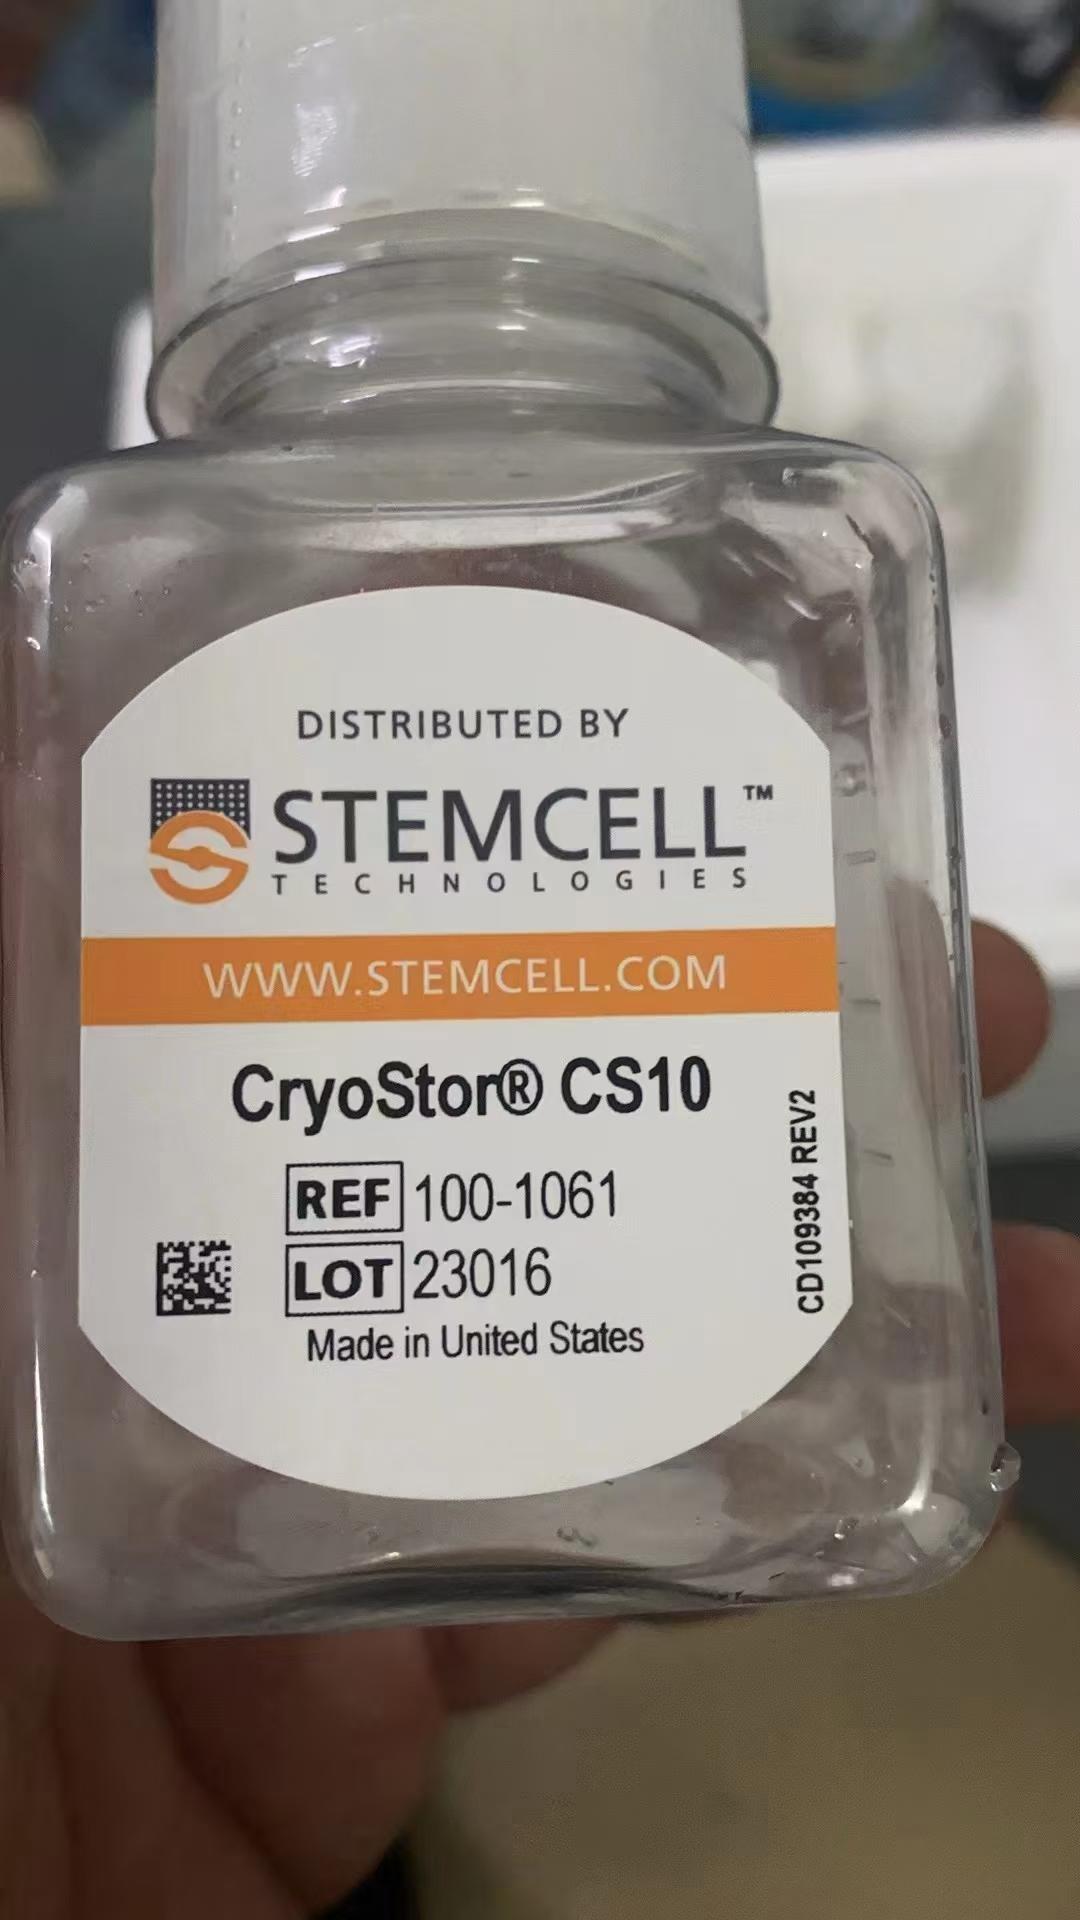 DISTRIBUTED BY
STEMCELL™
TECHNOLOGIES
WWW.STEMCELL.COM
CryoStor® CS10
REF 100-1061
LOT 23016
Made in United States
CD109384 REV2